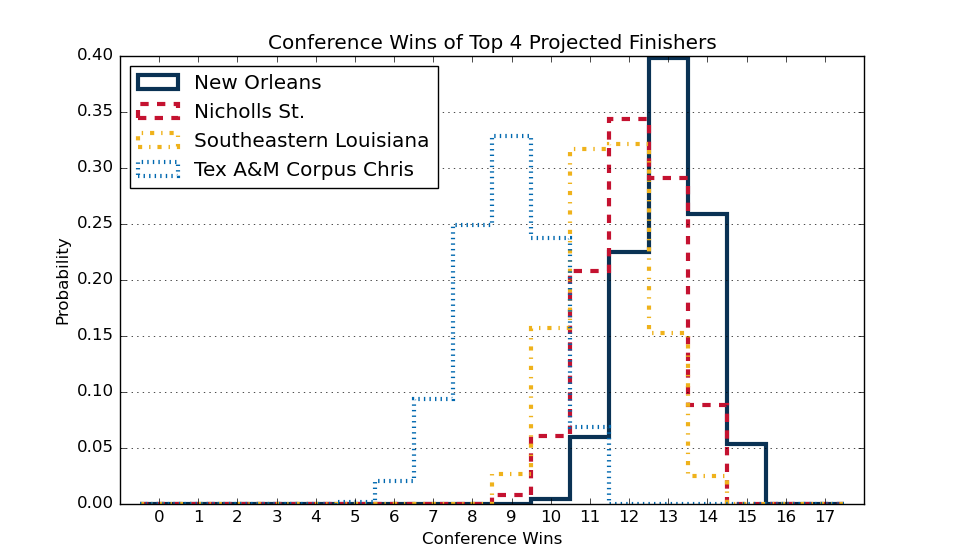 Conference Wins of Top 4 Projected Finishers
New Orleans
Nicholls St.
Southeastern Louisiana
Tex A&M Corpus Chris
Probability
0.40
0.35
0.30
0.25
0.20
0.15
0.10
0.05
0.00
0 1 2 3 4 5 6 7 8 9 10 11 12 13 14 15 16 17
Conference Wins